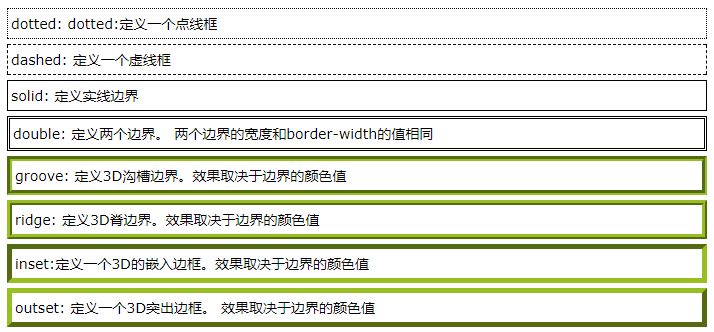 dotted: dotted:定义一个点线框
dashed: 定义一个虚线框
solid: 定义实线边界
double: 定义两个边界。 两个边界的宽度和border-width的值相同
groove: 定义3D沟槽边界。效果取决于边界的颜色值
ridge: 定义3D脊边界。效果取决于边界的颜色值
inset:定义一个3D的嵌入边框。效果取决于边界的颜色值
outset: 定义一个3D突出边框。 效果取决于边界的颜色值